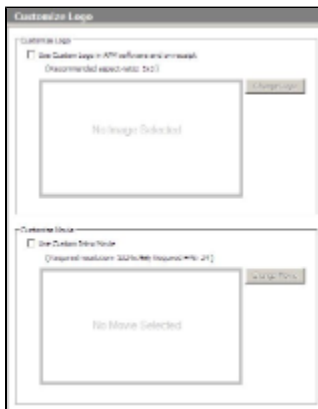 Customize Logo
Customize Logo
Use Custom Logo in APM software and on receipt
(Recommended aspect ratio: 5x3)
Change Logo
No Image Selected
Customize Movie
Use Custom Intro Movie
No Movie Selected